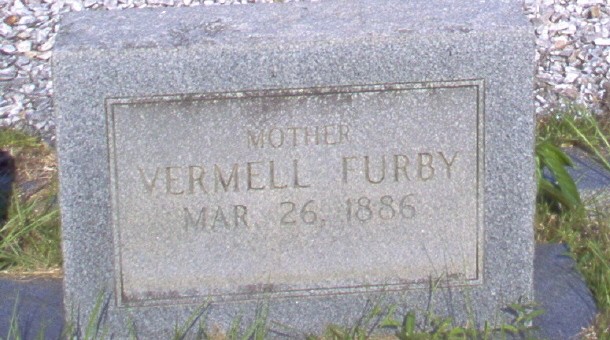 MOTHER
VERMELL FURBY
MAR. 26, 1886